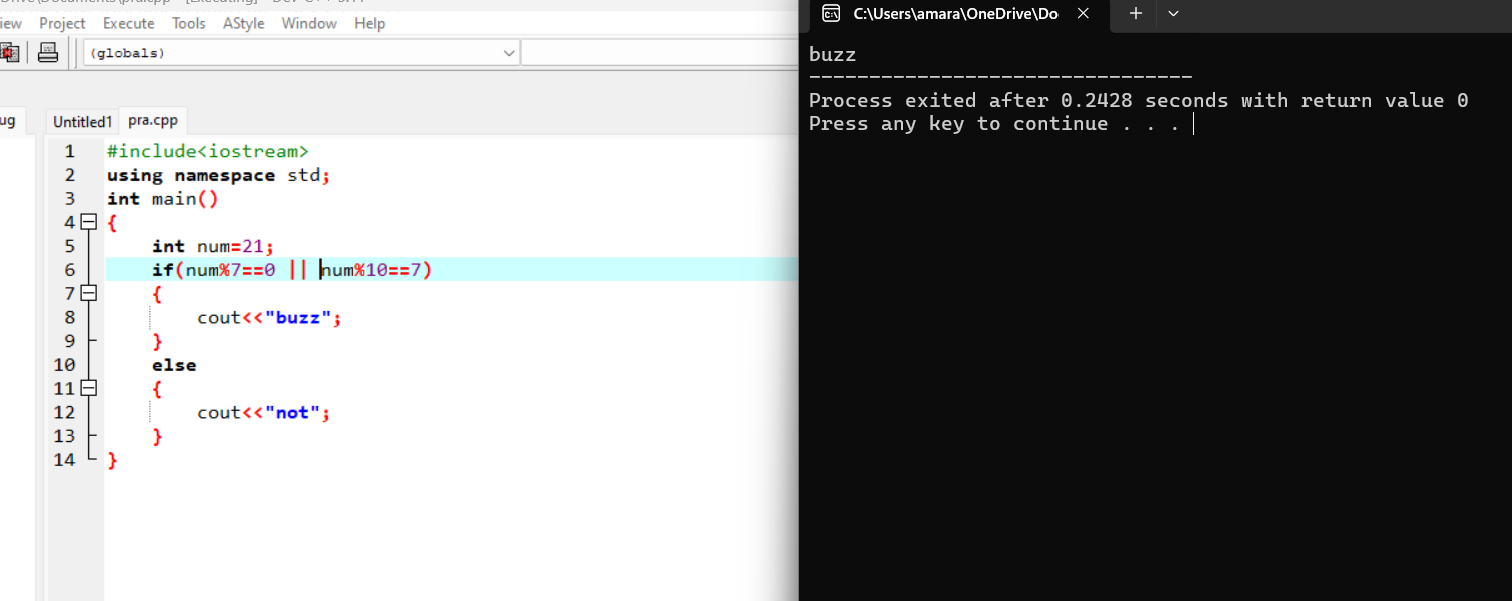 Project Execute Tools AStyle Window Help
(globals)
Untitled1 pra.cpp
1 #include<iostream>
2 using namespace std;
3 int main()
4 {
5 int num=21;
6 if(num%7==0 || num%10==7)
7 {
8 cout<<"buzz";
9 }
10 else
11 {
12 cout<<"not";
13 }
14 }
C:\Users\amara\OneDrive\Do
buzz
--------------------------------
Process exited after 0.2428 seconds with return value 0
Press any key to continue . . .